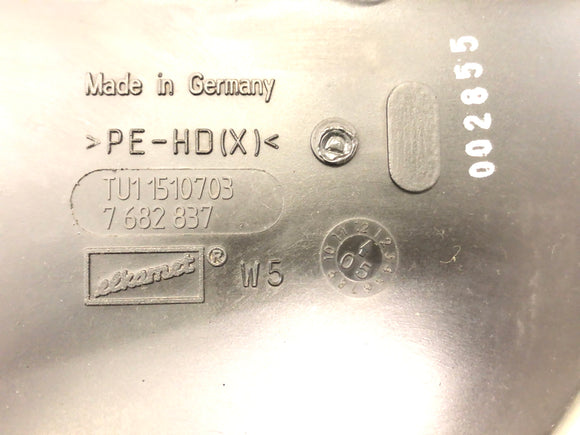 Made in Germany
>PE-HD(X)<
TU1 1510703
7 682 837
elkamet®
W5
05
002855